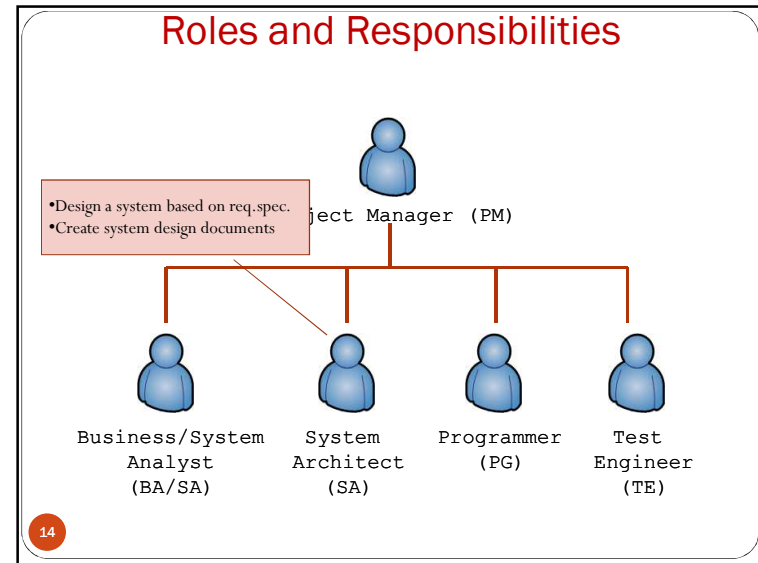 Roles and Responsibilities
•Design a system based on req.spec.
•Create system design documents
ject Manager (PM)
Business/System
Analyst
(BA/SA)
System
Architect
(SA)
Programmer
(PG)
Test
Engineer
(TE)
14